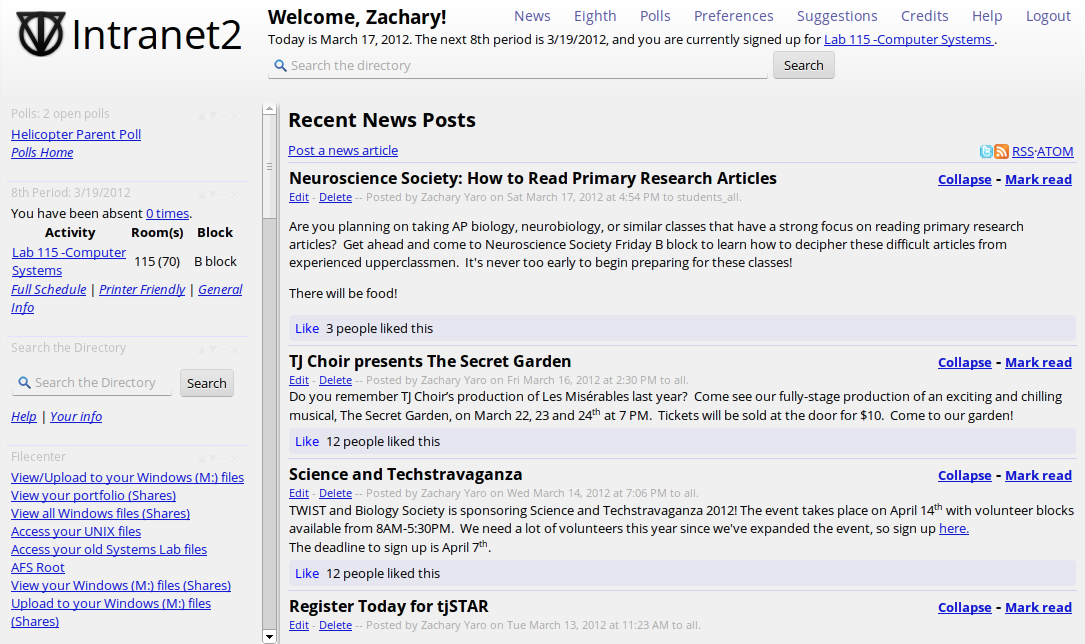 Intranet2
Welcome, Zachary!
News Eighth Polls Preferences Suggestions Credits Help Logout
Today is March 17, 2012. The next 8th period is 3/19/2012, and you are currently signed up for Lab 115 -Computer Systems .
Search the directory Search
Polls: 2 open polls
Helicopter Parent Poll
Polls Home
8th Period: 3/19/2012
You have been absent 0 times.
Activity Room(s) Block
Lab 115 -Computer
Systems 115 (70) B block
Full Schedule | Printer Friendly | General
Info
Search the Directory
Search the Directory Search
Help | Your info
Filecenter
View/Upload to your Windows (M:) files
View your portfolio (Shares)
View all Windows files (Shares)
Access your UNIX files
Access your old Systems Lab files
AFS Root
View your Windows (M:) files (Shares)
Upload to your Windows (M:) files
(Shares)
Recent News Posts
Post a news article RSS·ATOM
Neuroscience Society: How to Read Primary Research Articles Collapse - Mark read
Edit - Delete -- Posted by Zachary Yaro on Sat March 17, 2012 at 4:54 PM to students_all.
Are you planning on taking AP biology, neurobiology, or similar classes that have a strong focus on reading primary research
articles? Get ahead and come to Neuroscience Society Friday B block to learn how to decipher these difficult articles from
experienced upperclassmen. It's never too early to begin preparing for these classes!
There will be food!
Like 3 people liked this
TJ Choir presents The Secret Garden Collapse - Mark read
Edit - Delete -- Posted by Zachary Yaro on Fri March 16, 2012 at 2:30 PM to all.
Do you remember TJ Choir's production of Les Misérables last year? Come see our fully-stage production of an exciting and chilling
musical, The Secret Garden, on March 22, 23 and 24th at 7 PM. Tickets will be sold at the door for $10. Come to our garden!
Like 12 people liked this
Science and Techstravaganza Collapse - Mark read
Edit - Delete -- Posted by Zachary Yaro on Wed March 14, 2012 at 7:06 PM to all.
TWIST and Biology Society is sponsoring Science and Techstravaganza 2012! The event takes place on April 14th with volunteer blocks
available from 8AM-5:30PM. We need a lot of volunteers this year since we've expanded the event, so sign up here.
The deadline to sign up is April 7th.
Like 12 people liked this
Register Today for tjSTAR Collapse - Mark read
Edit - Delete -- Posted by Zachary Yaro on Tue March 13, 2012 at 11:23 AM to all.